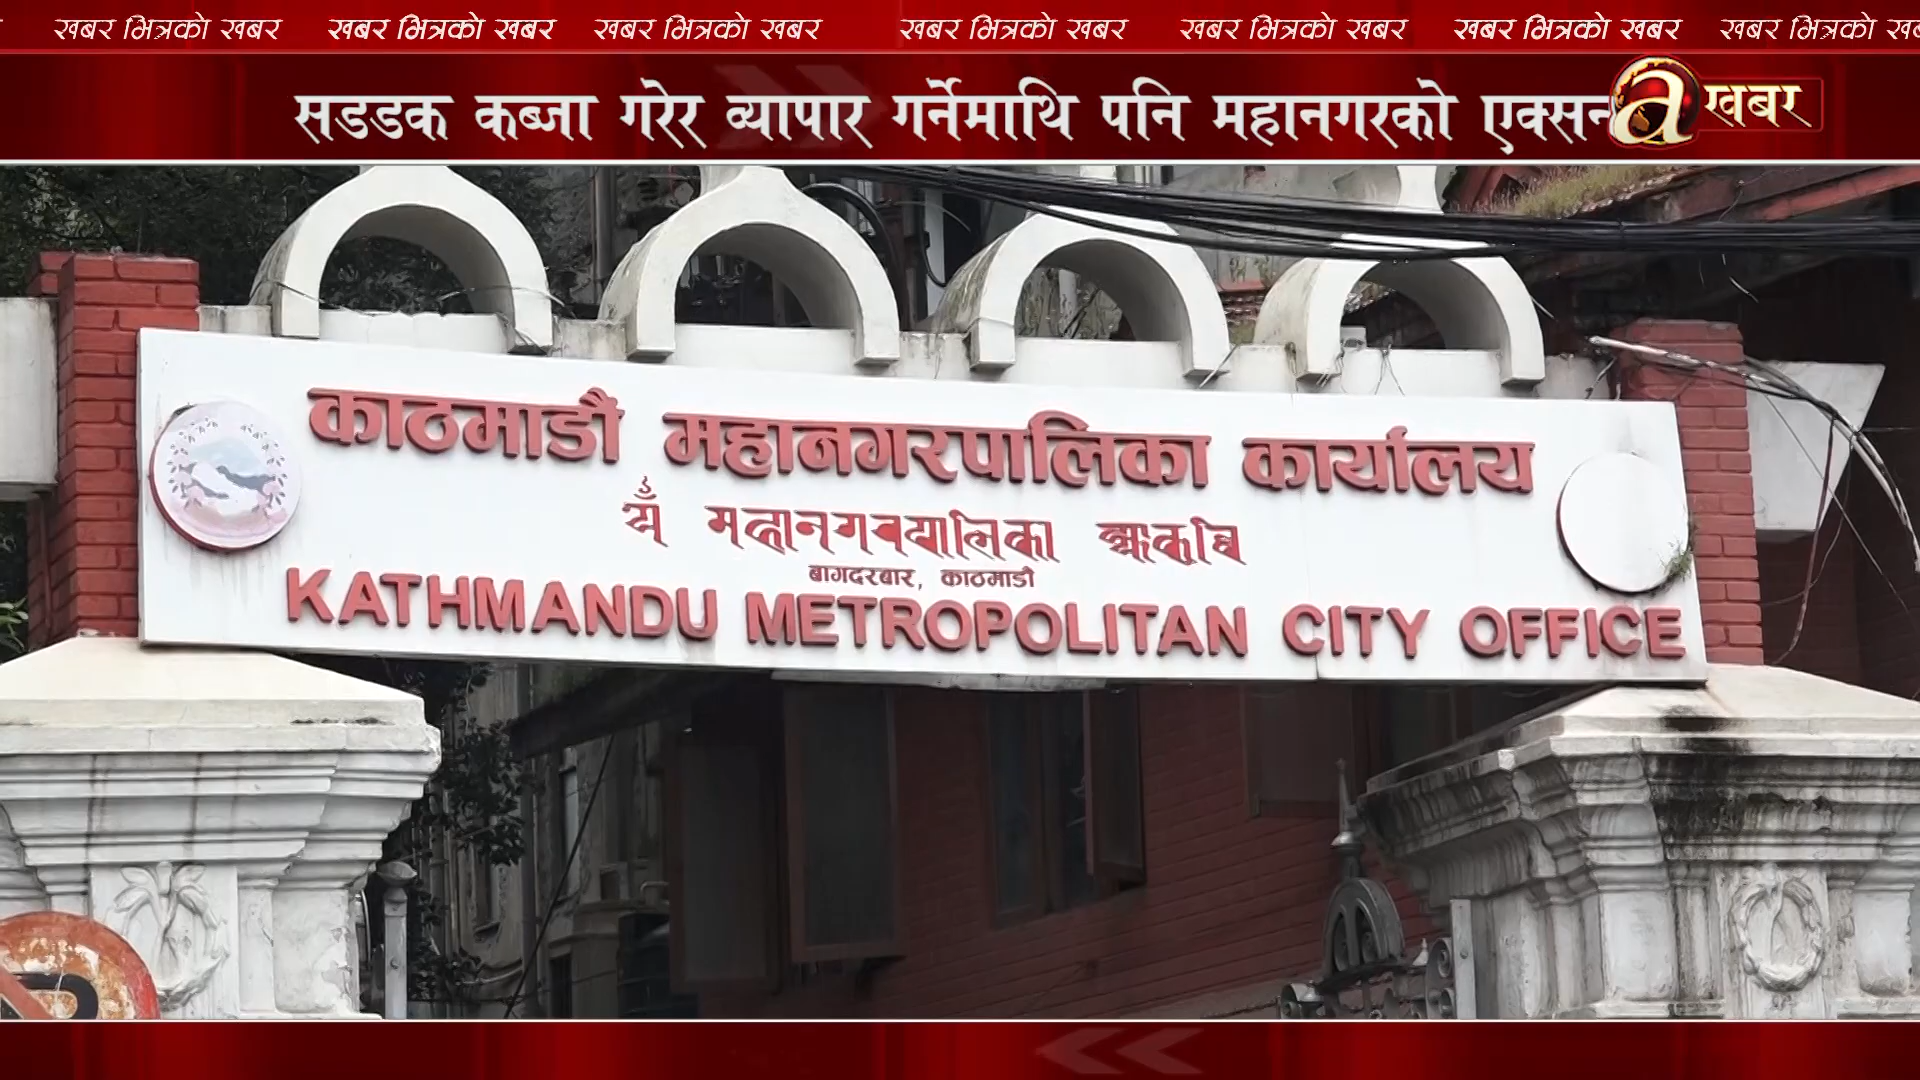 खबर भित्रको खबर खबर भित्रको खबर खबर भित्रको खबर खबर भित्रको खबर खबर भित्रको खबर खबर भित्रको खबर खबर भित्रको
सडडक कब्जा गरेर व्यापार गर्नेमाथि पनि महानगरको एक्सन
a खबर
काठमाडौं महानगरपालिका कार्यालय
बागदरबार, काठमाडौं
KATHMANDU METROPOLITAN CITY OFFICE